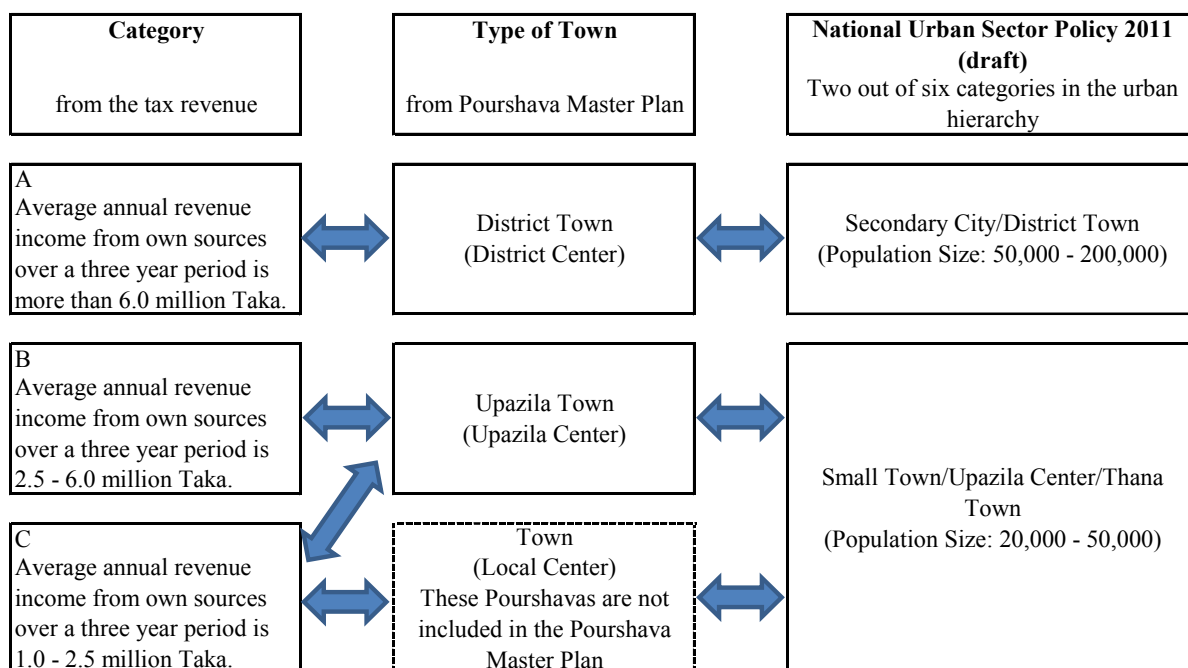 Category
from the tax revenue
Type of Town
from Pourshava Master Plan
National Urban Sector Policy 2011
(draft)
Two out of six categories in the urban
hierarchy
A
Average annual revenue
income from own sources
over a three year period is
more than 6.0 million Taka.
District Town
(District Center)
Secondary City/District Town
(Population Size: 50,000 - 200,000)
B
Average annual revenue
income from own sources
over a three year period is
2.5 - 6.0 million Taka.
Upazila Town
(Upazila Center)
Small Town/Upazila Center/Thana
Town
(Population Size: 20,000 - 50,000)
C
Average annual revenue
income from own sources
over a three year period is
1.0 - 2.5 million Taka.
Town
(Local Center)
These Pourshavas are not
included in the Pourshava
Master Plan